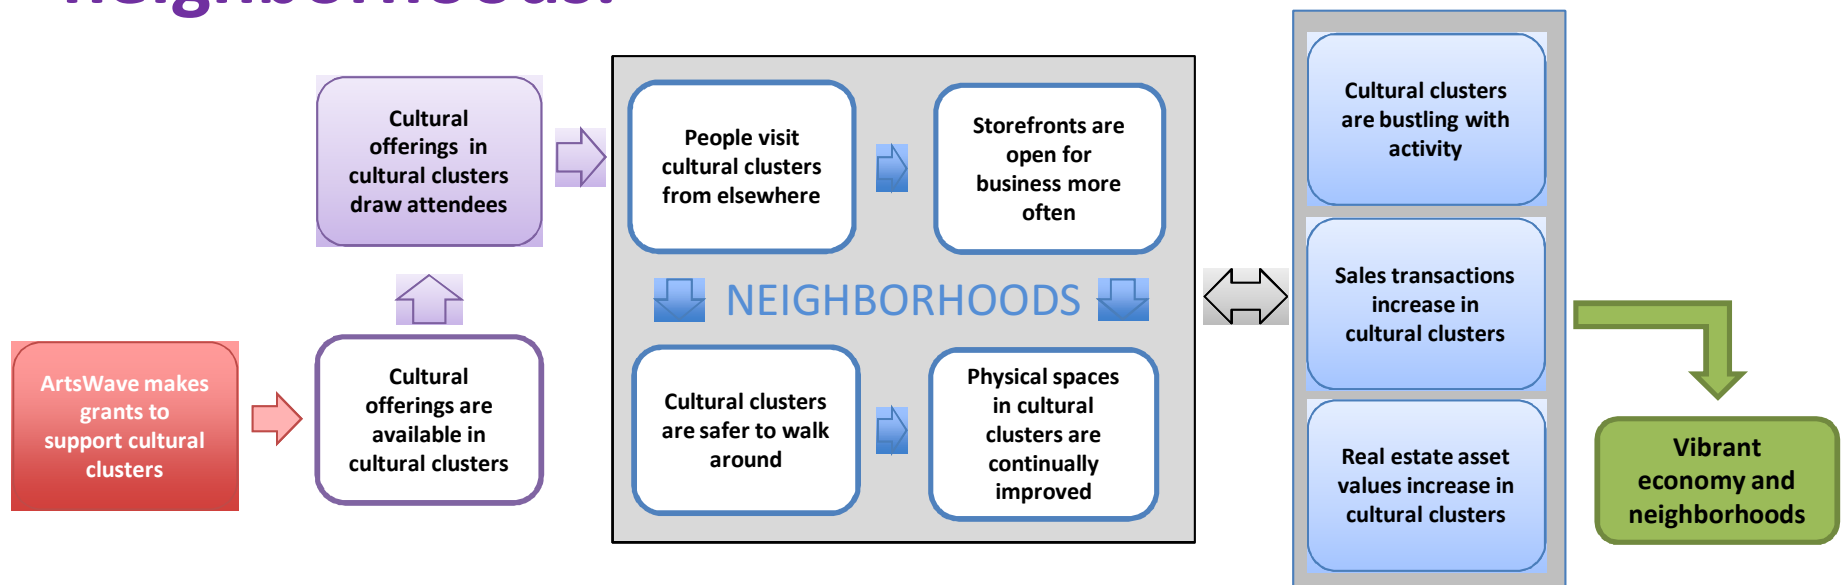 neighborhoods.
ArtsWave makes
grants to
support cultural
clusters
Cultural
offerings are
available in
cultural clusters
Cultural
offerings in
cultural clusters
draw attendees
People visit
cultural clusters
from elsewhere
Storefronts are
open for
business more
often
NEIGHBORHOODS
Cultural clusters
are safer to walk
around
Physical spaces
in cultural
clusters are
continually
improved
Cultural clusters
are bustling with
activity
Sales transactions
increase in
cultural clusters
Real estate asset
values increase in
cultural clusters
Vibrant
economy and
neighborhoods